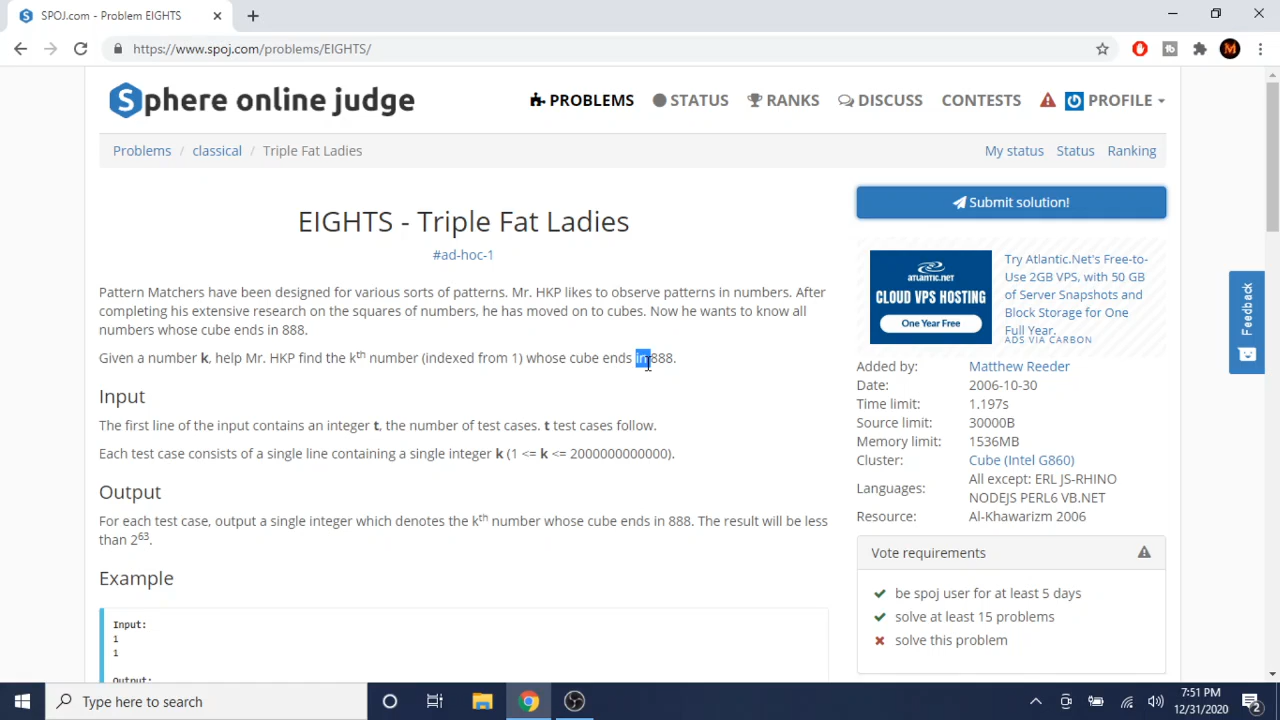 SPOJ.com - Problem EIGHTS
https://www.spoj.com/problems/EIGHTS/
Sphere online judge
PROBLEMS STATUS RANKS DISCUSS CONTESTS PROFILE
Problems / classical / Triple Fat Ladies
My status Status Ranking
EIGHTS - Triple Fat Ladies
#ad-hoc-1
Pattern Matchers have been designed for various sorts of patterns. Mr. HKP likes to observe patterns in numbers. After
completing his extensive research on the squares of numbers, he has moved on to cubes. Now he wants to know all
numbers whose cube ends in 888.
Given a number k, help Mr. HKP find the kth number (indexed from 1) whose cube ends in 888.
Input
The first line of the input contains an integer t, the number of test cases. t test cases follow.
Each test case consists of a single line containing a single integer k (1 <= k <= 2000000000000).
Output
For each test case, output a single integer which denotes the kth number whose cube ends in 888. The result will be less
than 2^63.
Example
Input:
1
1
Output:
Submit solution!
ATLANTIC.NET
CLOUD VPS HOSTING
One Year Free
Try Atlantic.Net's Free-to-
Use 2GB VPS, with 50 GB
of Server Snapshots and
Block Storage for One
Full Year.
ADS VIA CARBON
Added by: Matthew Reeder
Date: 2006-10-30
Time limit: 1.197s
Source limit: 30000B
Memory limit: 1536MB
Cluster: Cube (Intel G860)
Languages: All except: ERL JS-RHINO
NODEJS PERL6 VB.NET
Resource: Al-Khawarizm 2006
Vote requirements
be spoj user for at least 5 days
solve at least 15 problems
solve this problem
Feedback
Type here to search
7:51 PM
12/31/2020
2